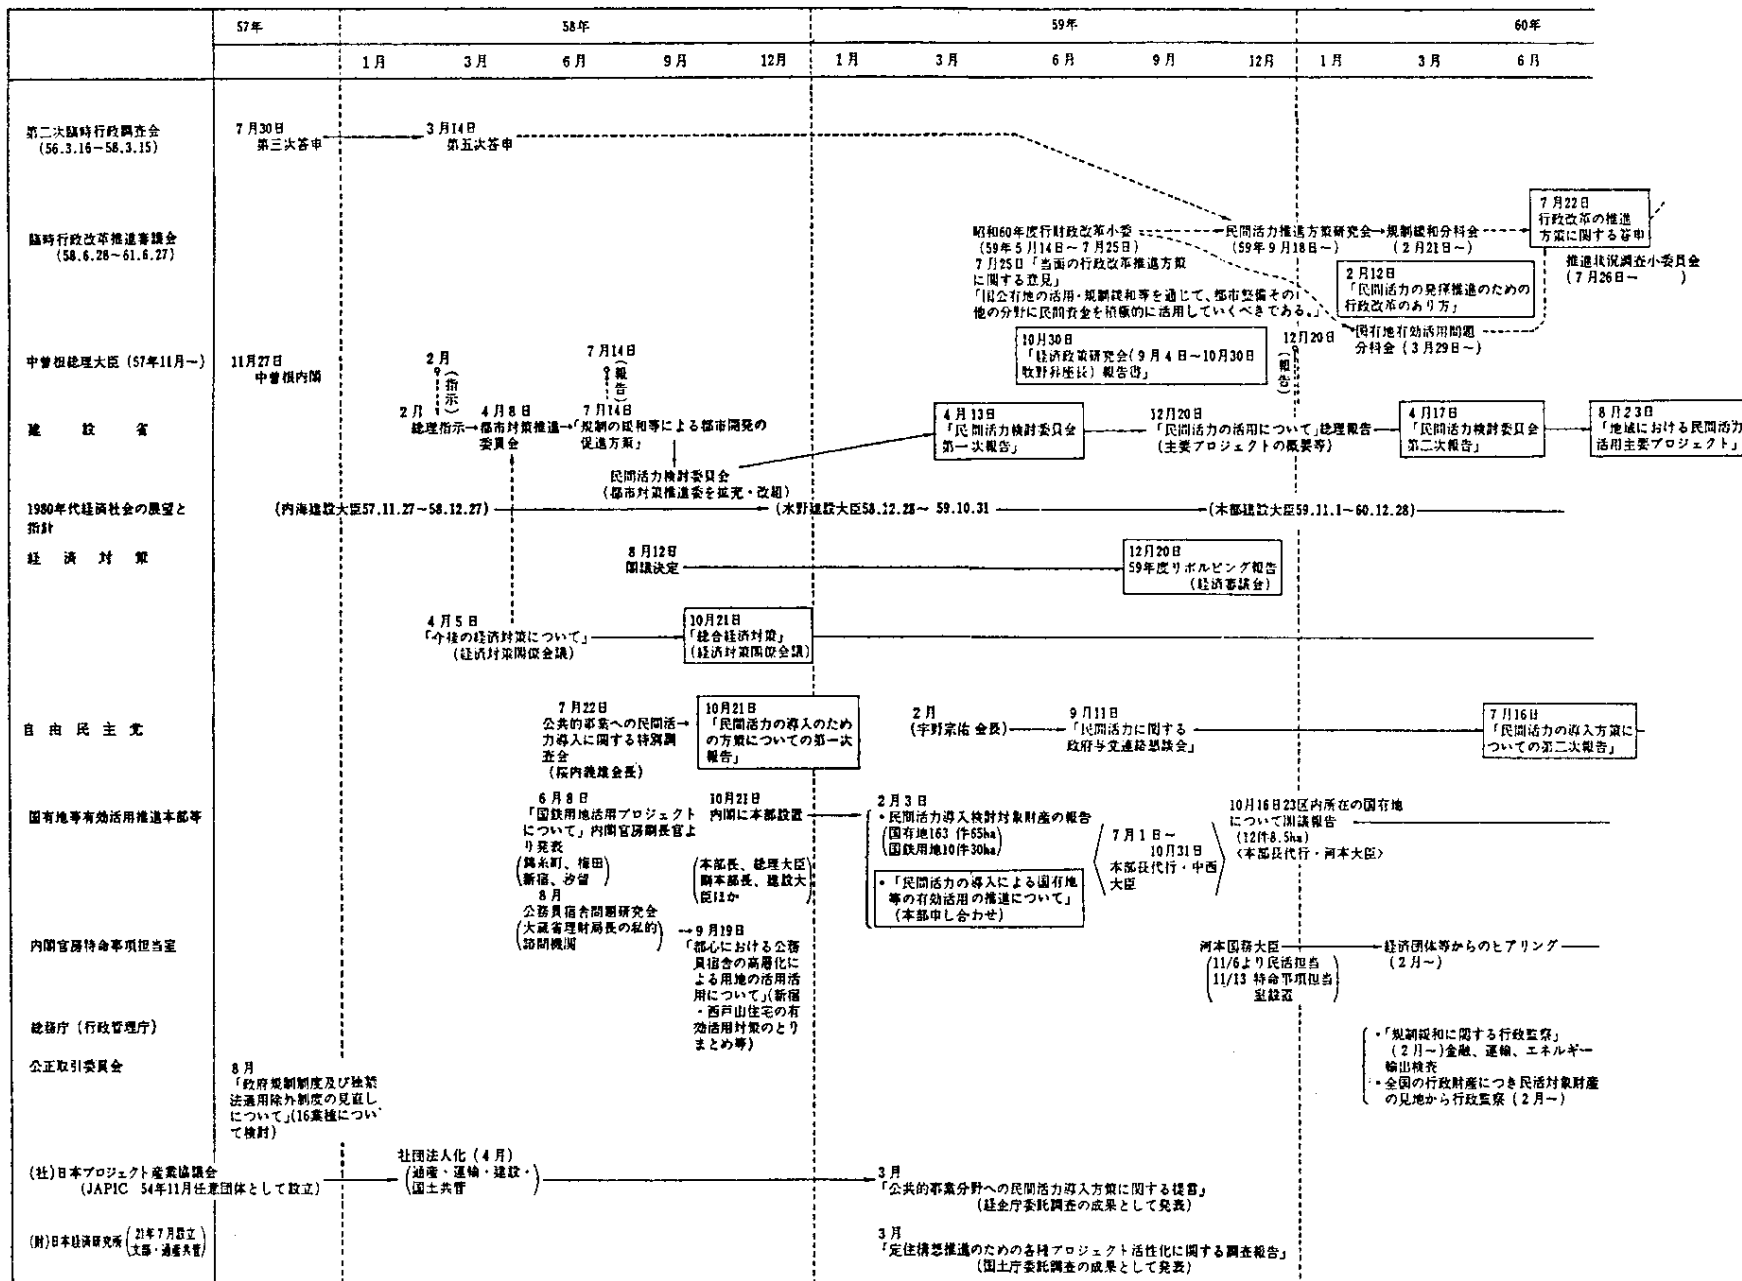 57年 58年 59年 60年
1月 3月 6月 9月 12月 1月 3月 6月 9月 12月 1月 3月 6月
第二次臨時行政調査会
(56.3.16−58.3.15)
7月30日
第三次答申
3月14日
第五次答申
臨時行政改革推進審議会
(58.6.28〜61.6.27)
昭和60年度行財政改革小委
(59年5月14日〜7月25日)
7月25日「当面の行政改革推進方策
に関する意見」
「国公有地の活用・規制緩和等を通じて、都市整備その
他の分野に民間資金を積極的に活用していくべきである。」
民間活力推進方策研究会
(59年9月18日〜)
規制緩和分科会
(2月21日〜)
7月22日
行政改革の推進
方策に関する答申
推進状況調査小委員会
(7月26日〜 )
2月12日
「民間活力の発揮推進のための
行政改革のあり方」
国有地有効活用問題
分科会(3月29日〜)
中曽根総理大臣(57年11月〜)
11月27日
中曽根内閣
2月
(指示)
7月14日
(報告)
10月30日
「経済政策研究会(9月4日〜10月30日
牧野昇座長)報告書」
12月20日
(報告)
建設省
2月
総理指示
4月8日
都市対策推進
委員会
7月14日
「規制の緩和等による都市開発の
促進方策」
民間活力検討委員会
(都市対策推進委を拡充・改組)
4月13日
「民間活力検討委員会
第一次報告」
12月20日
「民間活力の活用について」総理報告
(主要プロジェクトの概要等)
4月17日
「民間活力検討委員会
第二次報告」
8月23日
「地域における民間活力
活用主要プロジェクト」
1980年代経済社会の展望と
指針
(内海建設大臣57.11.27〜58.12.27)
(水野建設大臣58.12.28〜59.10.31
(木部建設大臣59.11.1〜60.12.28)
経済対策
8月12日
閣議決定
12月20日
59年度リボルビング報告
(経済審議会)
4月5日
「今後の経済対策について」
(経済対策閣僚会議)
10月21日
「総合経済対策」
(経済対策閣僚会議)
自由民主党
7月22日
公共的事業への民間活
力導入に関する特別調
査会
(桜内義雄会長)
10月21日
「民間活力の導入のため
の方策についての第一次
報告」
2月
(宇野宗佑会長)
9月11日
「民間活力に関する
政府与党連絡懇談会」
7月16日
「民間活力の導入方策に
ついての第二次報告」
国有地等有効活用推進本部等
6月8日
「国鉄用地活用プロジェクト
について」内閣官房副長官よ
り発表
(錦糸町、梅田
新宿、汐留)
10月21日
内閣に本部設置
(本部長、総理大臣
副本部長、建設大
臣ほか)
2月3日
・民間活力導入検討対象財産の報告
(国有地163件65ha)
(国鉄用地10件30ha)
・「民間活力の導入による国有地
等の有効活用の推進について」
(本部申し合わせ)
7月1日〜
10月31日
本部長代行・中西
大臣
10月16日23区内所在の国有地
について閣議報告
(12件8.5ha)
〈本部長代行・河本大臣〉
8月
公務員宿舎問題研究会
(大蔵省理財局長の私的
諮問機関)
内閣官房特命事項担当室
9月19日
「都心における公務
員宿舎の高層化に
よる用地の活用活
用について」(新宿
・西戸山住宅の有
効活用対策のとり
まとめ等)
河本国務大臣
(11/6より民活担当
11/13 特命事項担当
室設置)
経済団体等からのヒアリング
(2月〜)
総務庁(行政管理庁)
・「規制緩和に関する行政監察」
(2月〜)金融、運輸、エネルギー
輸出検査
・全国の行政財産につき民活対象財産
の見地から行政監察(2月〜)
公正取引委員会
8月
「政府規制制度及び独禁
法適用除外制度の見直し
について」(16業種につい
て検討)
(社)日本プロジェクト産業協議会
(JAPIC 54年11月任意団体として設立)
社団法人化(4月)
(通産・運輸・建設・
国土共管)
3月
「公共的事業分野への民間活力導入方策に関する提言」
(経企庁委託調査の成果として発表)
(財)日本経済研究所(21年7月設立
文部・通産共管)
3月
「定住構想推進のための各種プロジェクト活性化に関する調査報告」
(国土庁委託調査の成果として発表)